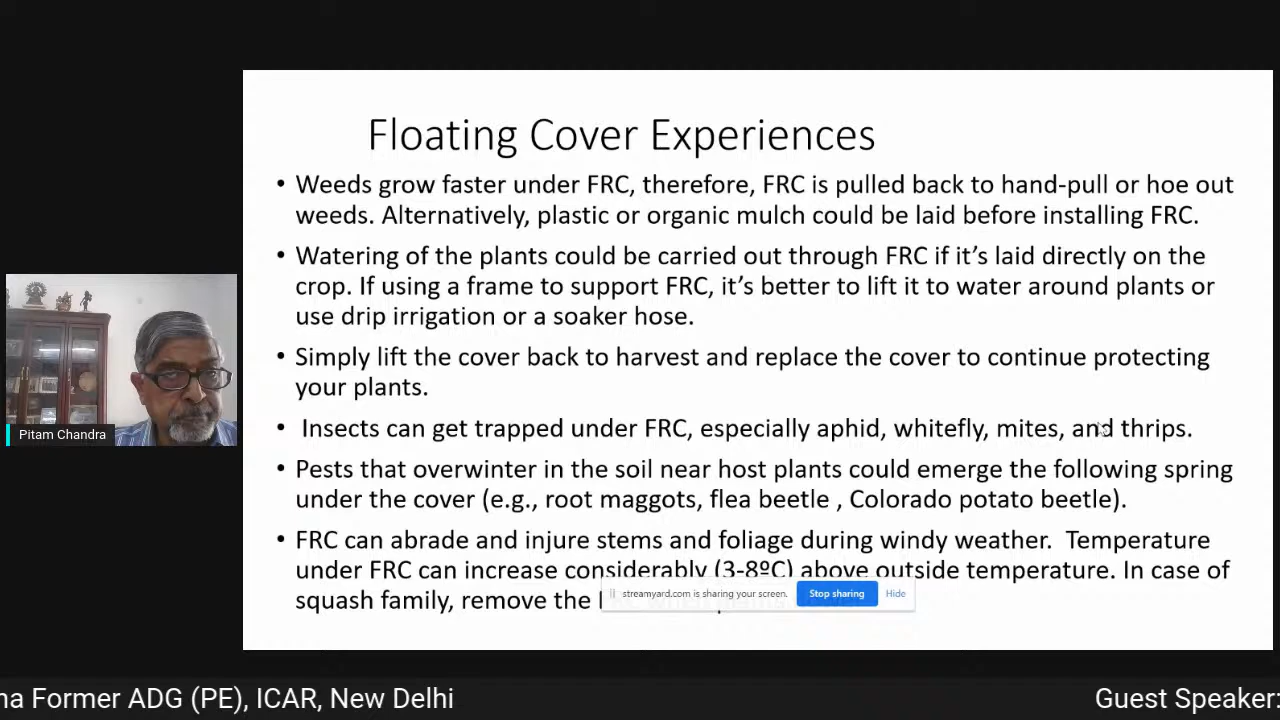 Floating Cover Experiences
• Weeds grow faster under FRC, therefore, FRC is pulled back to hand-pull or hoe out
weeds. Alternatively, plastic or organic mulch could be laid before installing FRC.
• Watering of the plants could be carried out through FRC if it's laid directly on the
crop. If using a frame to support FRC, it's better to lift it to water around plants or
use drip irrigation or a soaker hose.
• Simply lift the cover back to harvest and replace the cover to continue protecting
your plants.
• Insects can get trapped under FRC, especially aphid, whitefly, mites, and thrips.
• Pests that overwinter in the soil near host plants could emerge the following spring
under the cover (e.g., root maggots, flea beetle , Colorado potato beetle).
• FRC can abrade and injure stems and foliage during windy weather.  Temperature
under FRC can increase considerably (3-8ºC) above outside temperature. In case of
squash family, remove the
streamyard.com is sharing your screen. Stop sharing Hide
Pitam Chandra
na Former ADG (PE), ICAR, New Delhi
Guest Speaker: